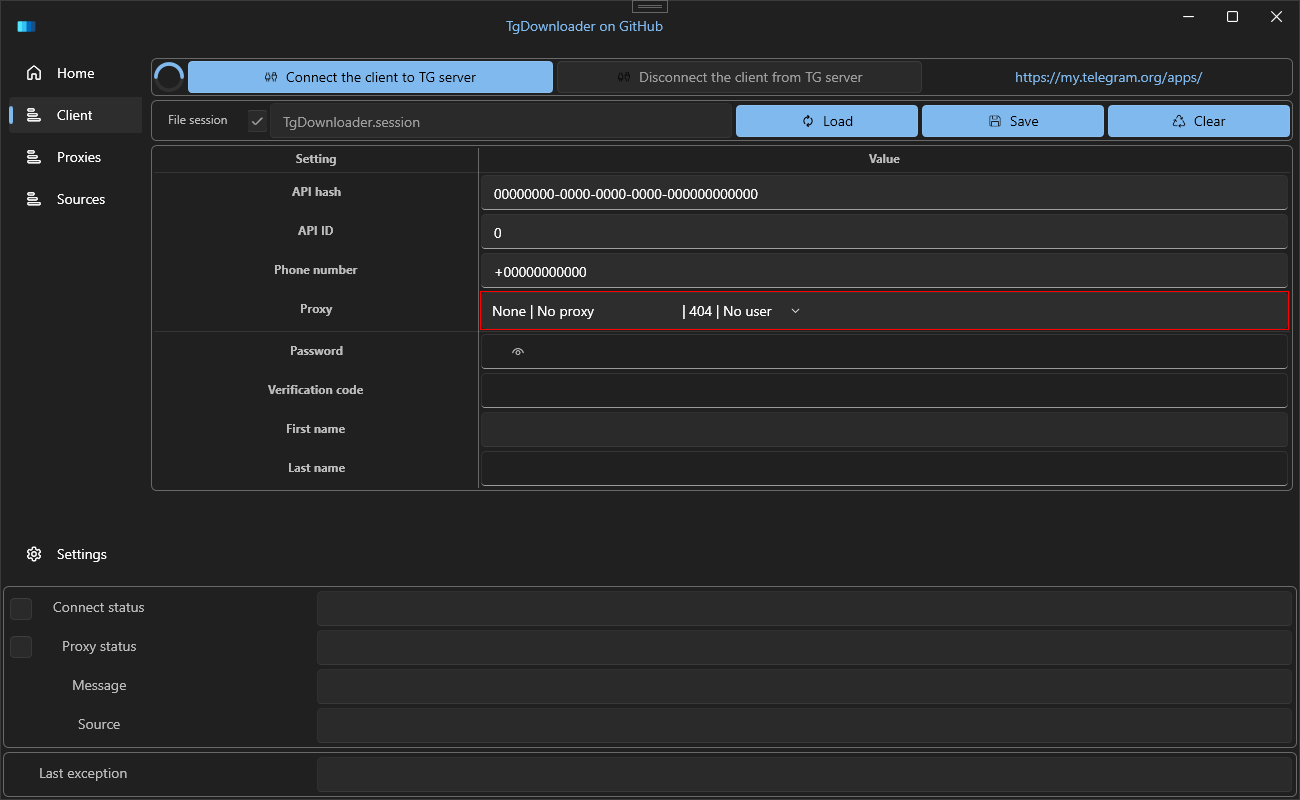 TgDownloader on GitHub
Home
Client
Proxies
Sources
Connect the client to TG server
Disconnect the client from TG server
https://my.telegram.org/apps/
File session
TgDownloader.session
Load
Save
Clear
Setting
Value
API hash
00000000-0000-0000-0000-000000000000
API ID
0
Phone number
+00000000000
Proxy
None | No proxy | 404 | No user
Password
Verification code
First name
Last name
Settings
Connect status
Proxy status
Message
Source
Last exception